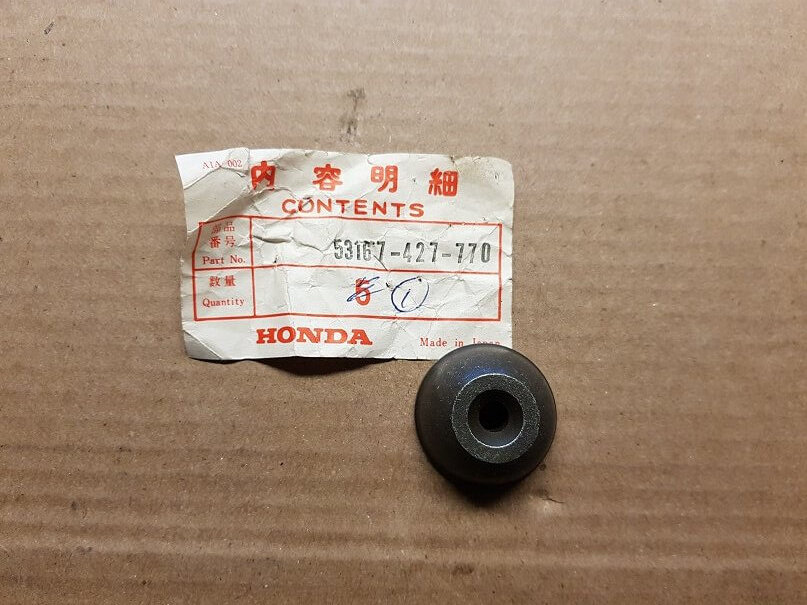 A1A 002
内容明細
CONTENTS
部品
番号
Part No. 53167-427-770
数量
Quantity 5 1
HONDA
Made in Japan